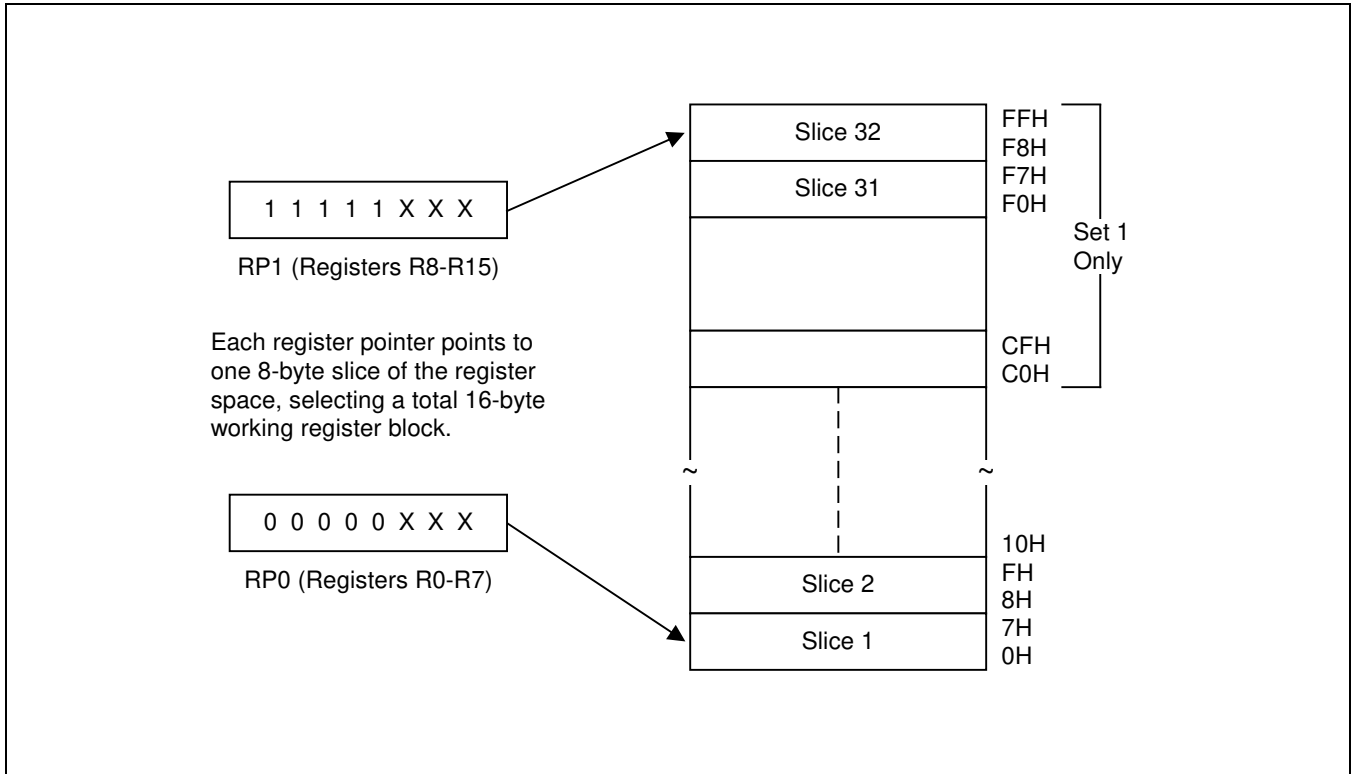 Slice 32
FFH
F8H
Slice 31
F7H
F0H
1 1 1 1 1 X X X
RP1 (Registers R8-R15)
Set 1
Only
Each register pointer points to
one 8-byte slice of the register
space, selecting a total 16-byte
working register block.
CFH
C0H
~ ~
0 0 0 0 0 X X X
RP0 (Registers R0-R7)
10H
Slice 2
FH
8H
Slice 1
7H
0H